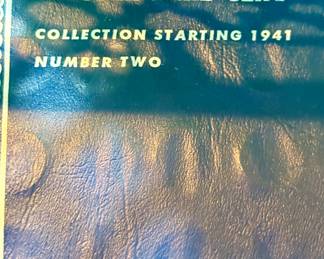 COLLECTION STARTING 1941
NUMBER TWO